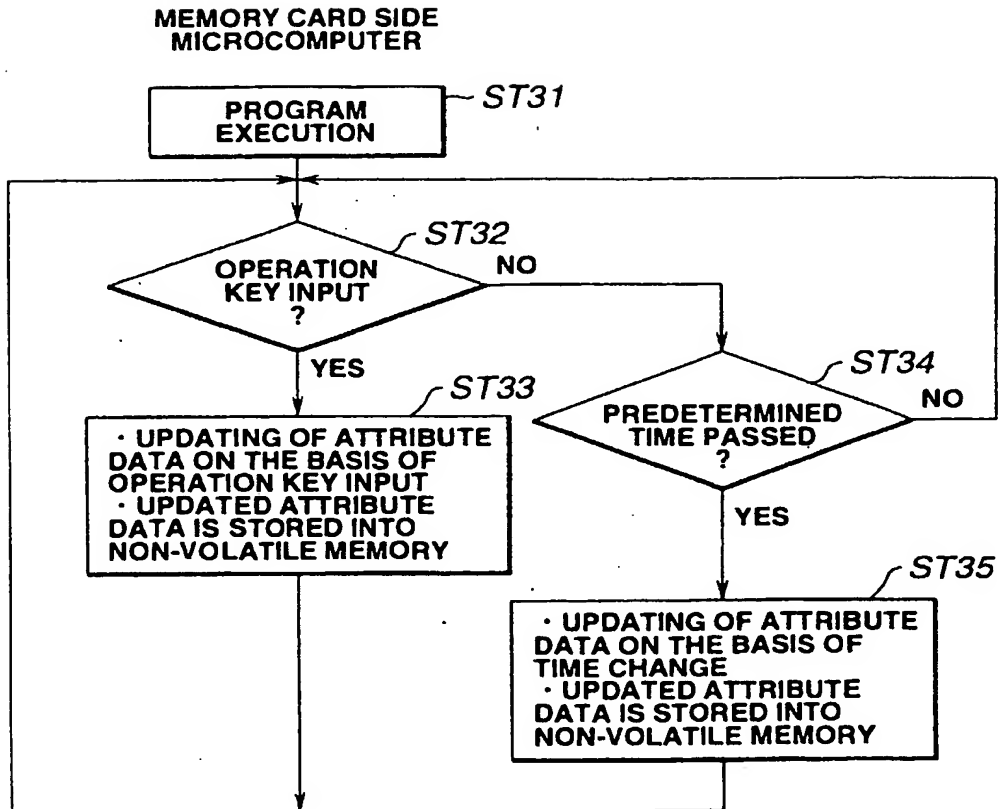 MEMORY CARD SIDE
MICROCOMPUTER
ST31
PROGRAM
EXECUTION
ST32
OPERATION
KEY INPUT
?
NO
YES
ST33
· UPDATING OF ATTRIBUTE
DATA ON THE BASIS OF
OPERATION KEY INPUT
· UPDATED ATTRIBUTE
DATA IS STORED INTO
NON-VOLATILE MEMORY
ST34
PREDETERMINED
TIME PASSED
?
NO
YES
ST35
· UPDATING OF ATTRIBUTE
DATA ON THE BASIS OF
TIME CHANGE
· UPDATED ATTRIBUTE
DATA IS STORED INTO
NON-VOLATILE MEMORY